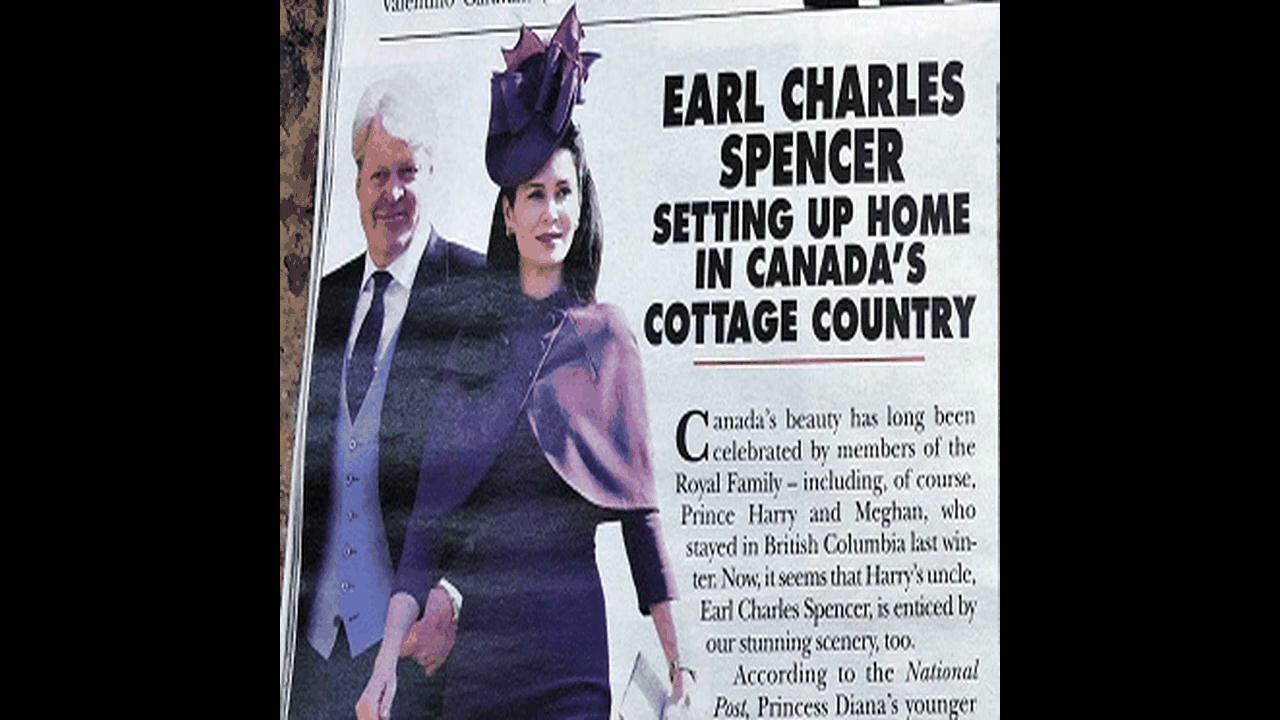 Valentino
EARL CHARLES
SPENCER
SETTING UP HOME
IN CANADA'S
COTTAGE COUNTRY
Canada's beauty has long been
celebrated by members of the
Royal Family – including, of course,
Prince Harry and Meghan, who
stayed in British Columbia last win-
ter. Now, it seems that Harry's uncle,
Earl Charles Spencer, is enticed by
our stunning scenery, too.
According to the National
Post, Princess Diana's younger